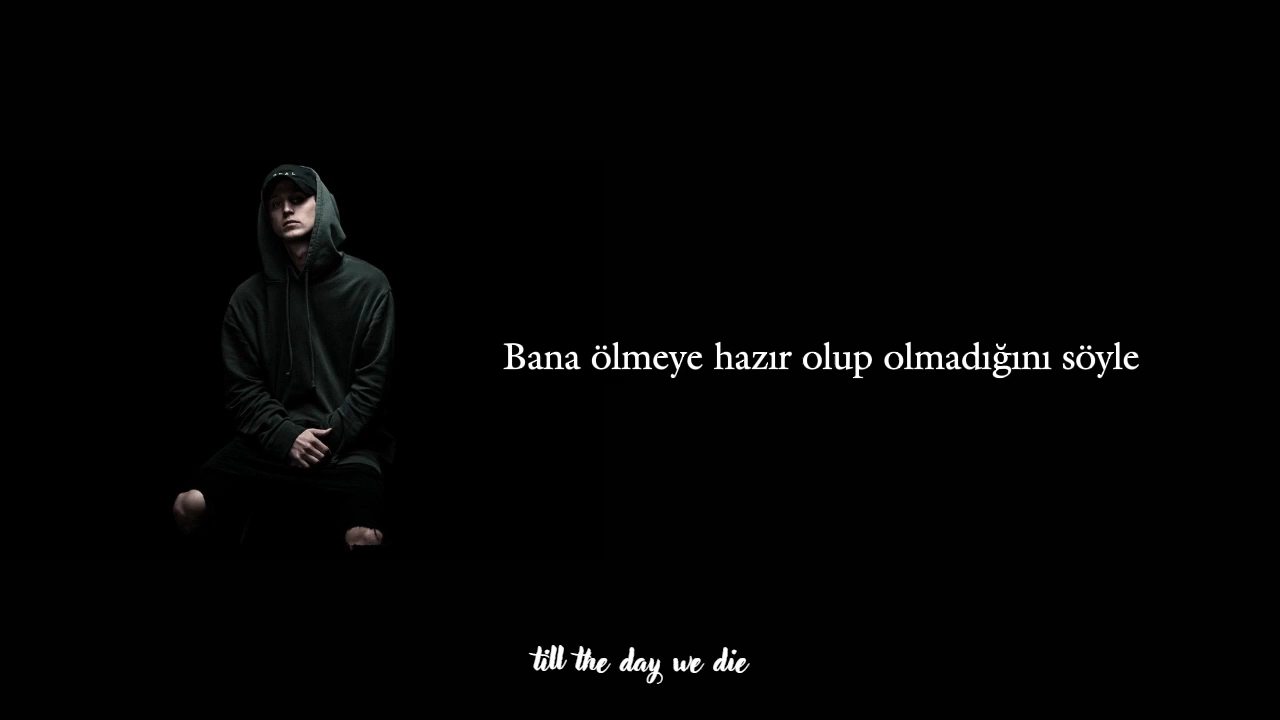 Bana ölmeye hazır olup olmadığını söyle
till the day we die